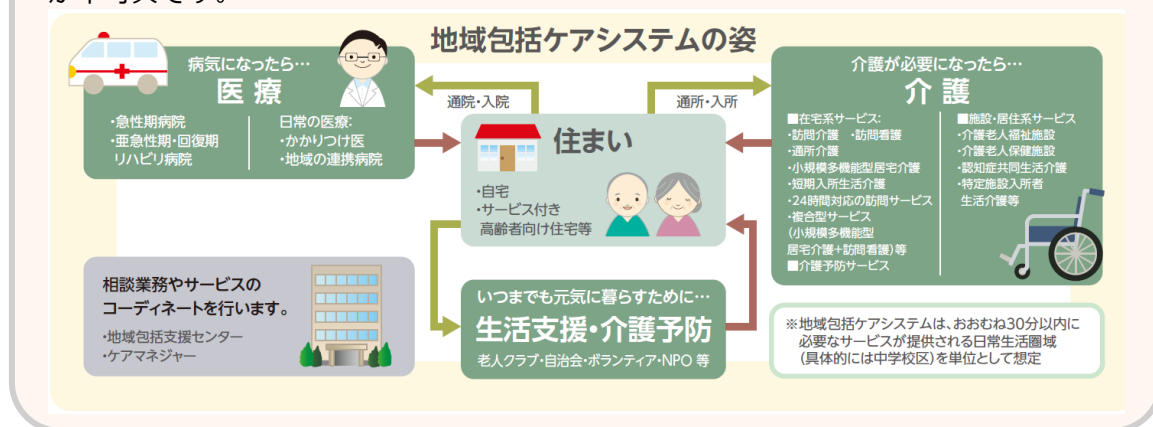 が不可欠です。
地域包括ケアシステムの姿
病気になったら…
医療
・急性期病院
・亜急性期・回復期
リハビリ病院
日常の医療:
・かかりつけ医
・地域の連携病院
通院・入院
通所・入所
住まい
・自宅
・サービス付き
高齢者向け住宅等
介護が必要になったら…
介護
■在宅系サービス:
・訪問介護 ・訪問看護
・通所介護
・小規模多機能型居宅介護
・短期入所生活介護
・24時間対応の訪問サービス
・複合型サービス
(小規模多機能型
居宅介護+訪問看護)等
■介護予防サービス
■施設・居住系サービス
・介護老人福祉施設
・介護老人保健施設
・認知症共同生活介護
・特定施設入所者
生活介護等
相談業務やサービスの
コーディネートを行います。
・地域包括支援センター
・ケアマネジャー
いつまでも元気に暮らすために…
生活支援・介護予防
老人クラブ・自治会・ボランティア・NPO 等
※地域包括ケアシステムは、おおむね30分以内に
必要なサービスが提供される日常生活圏域
(具体的には中学校区)を単位として想定